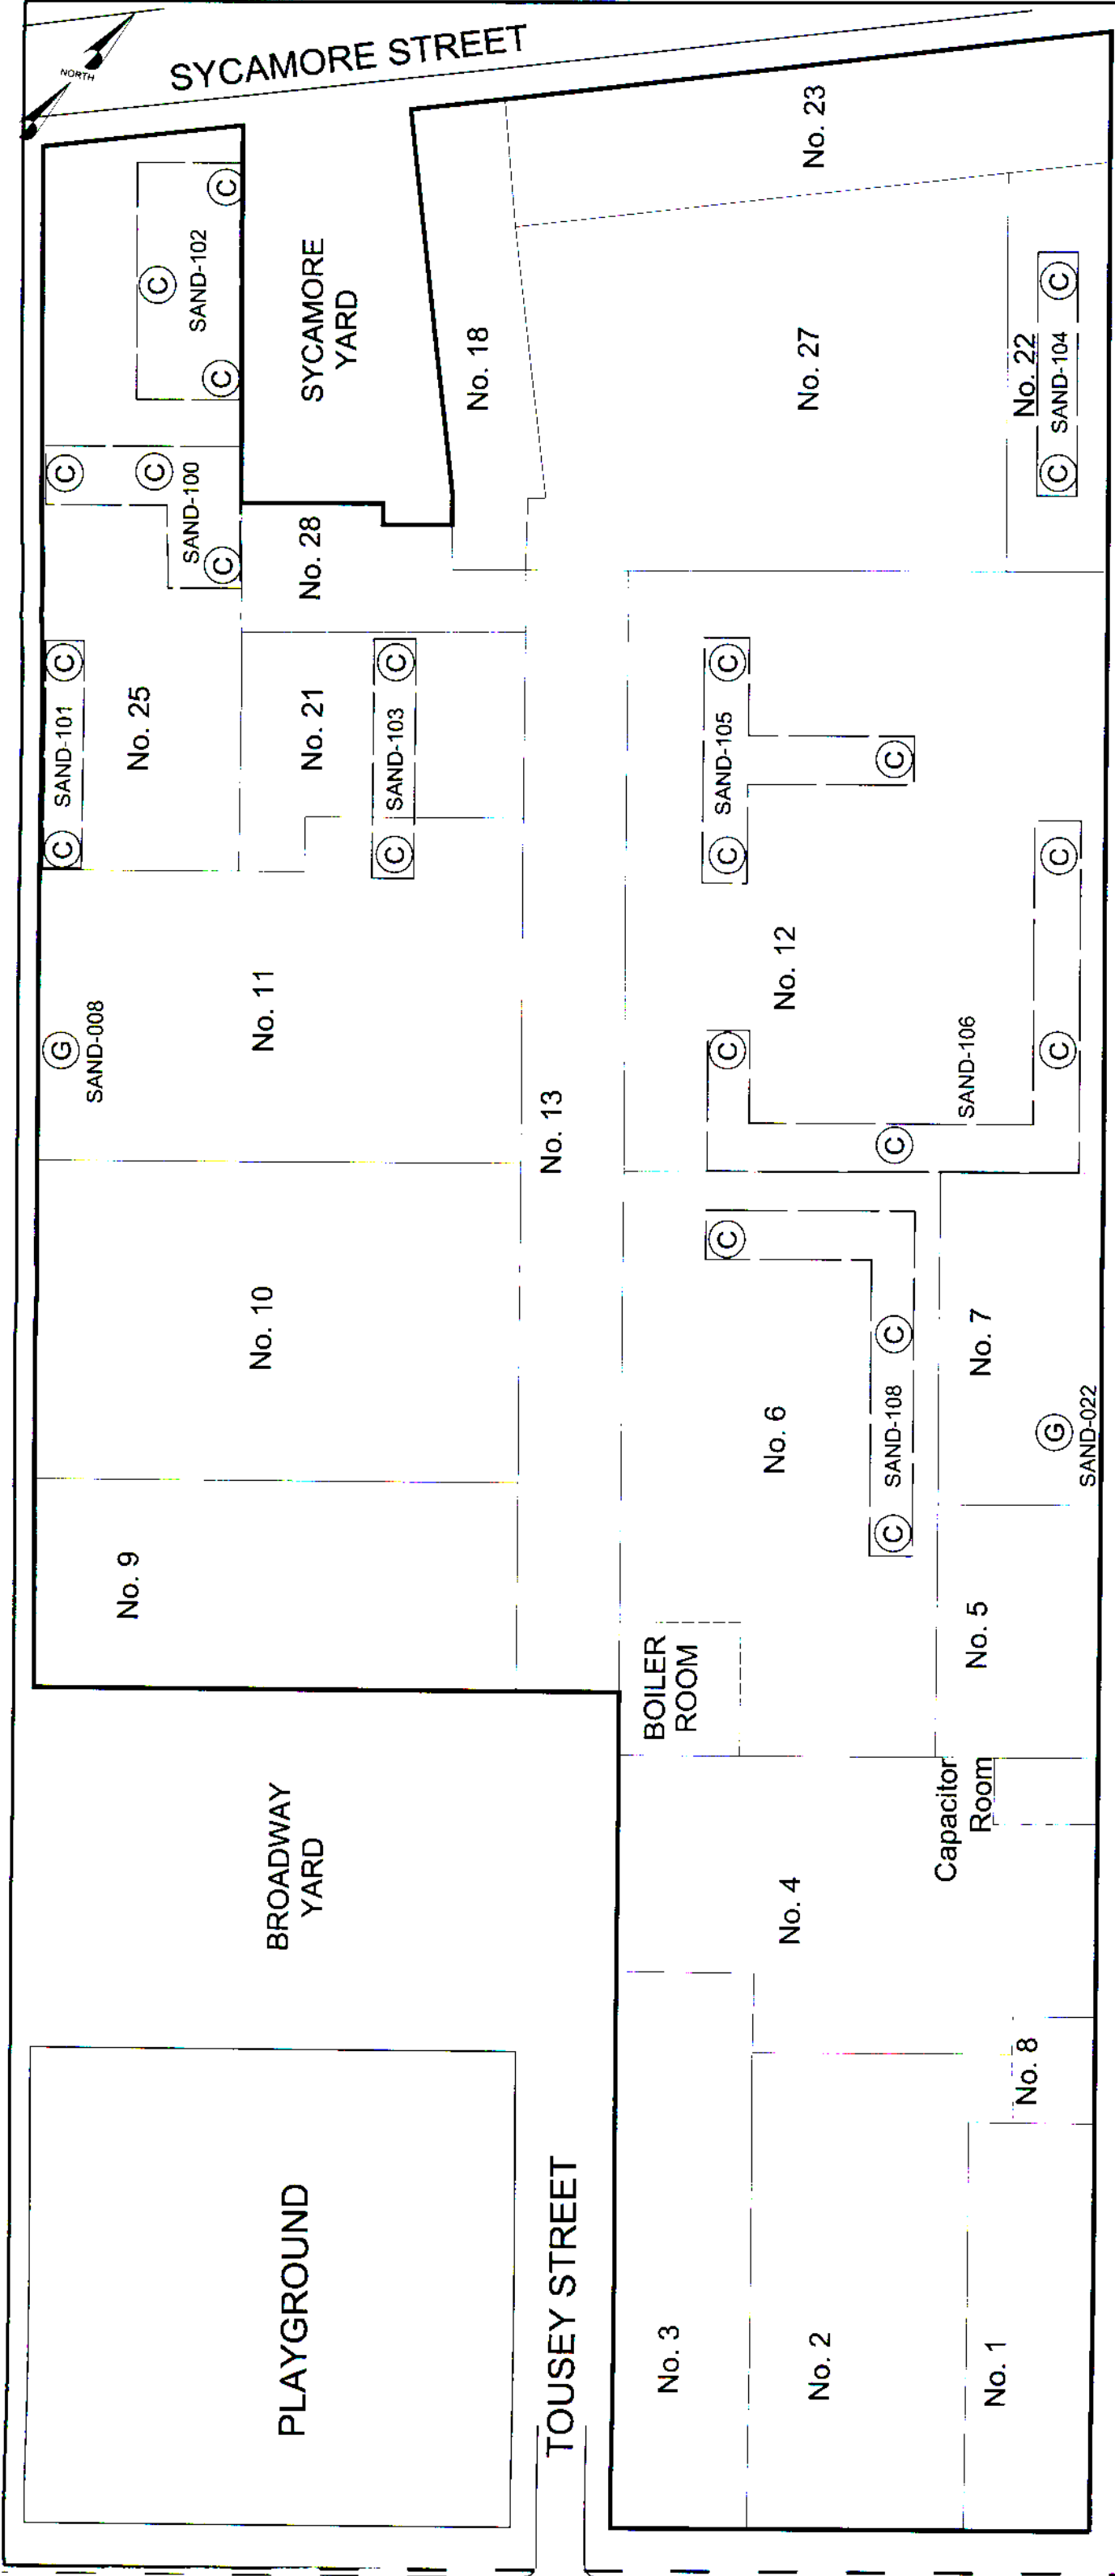 NORTH
SYCAMORE STREET
No. 23
C
SAND-102
C
C
SYCAMORE
YARD
No. 18
No. 27
No. 22
C
SAND-104
C
C
C
SAND-100
C
No. 28
C
SAND-101
C
No. 25
No. 21
C
SAND-103
C
C
SAND-105
C
C
G
SAND-008
No. 11
No. 12
C
C
SAND-106
C
C
No. 13
No. 10
C
C
SAND-108
C
No. 6
No. 7
G
SAND-022
No. 9
BOILER
ROOM
No. 5
BROADWAY
YARD
Capacitor
Room
No. 4
No. 8
PLAYGROUND
TOUSEY STREET
No. 3
No. 2
No. 1